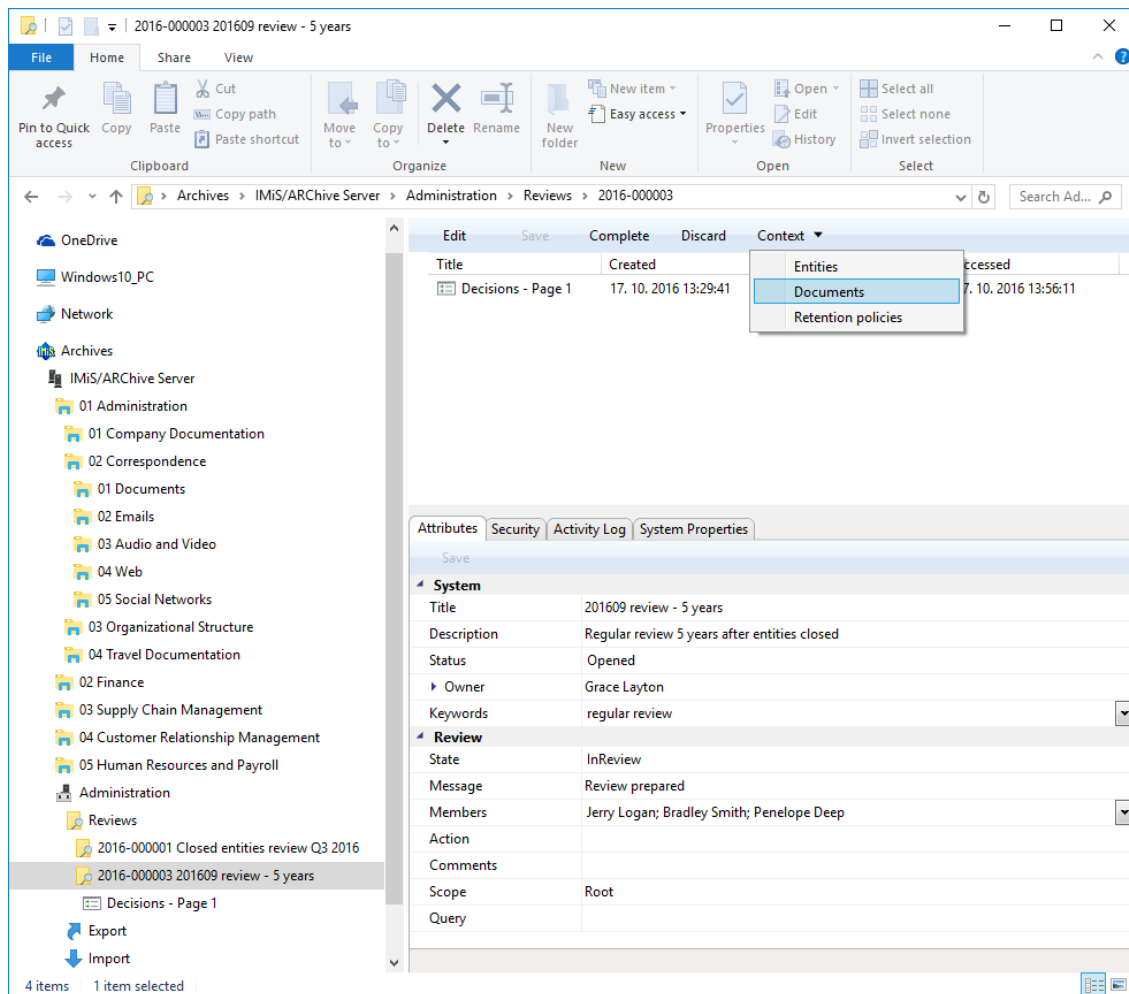 2016-000003 201609 review - 5 years
File Home Share View
Pin to Quick access
Copy
Paste
Cut
Copy path
Paste shortcut
Clipboard
Move to
Copy to
Delete
Rename
Organize
New folder
New item
Easy access
New
Properties
Open
Edit
History
Open
Select all
Select none
Invert selection
Select
Archives > IMiS/ARChive Server > Administration > Reviews > 2016-000003
Search Ad...
OneDrive
Windows10_PC
Network
Archives
IMiS/ARChive Server
01 Administration
01 Company Documentation
02 Correspondence
01 Documents
02 Emails
03 Audio and Video
04 Web
05 Social Networks
03 Organizational Structure
04 Travel Documentation
02 Finance
03 Supply Chain Management
04 Customer Relationship Management
05 Human Resources and Payroll
Administration
Reviews
2016-000001 Closed entities review Q3 2016
2016-000003 201609 review - 5 years
Decisions - Page 1
Export
Import
Edit Save Complete Discard Context
Title Created ccessed
Decisions - Page 1 17. 10. 2016 13:29:41 7. 10. 2016 13:56:11
Entities
Documents
Retention policies
Attributes Security Activity Log System Properties
Save
System
Title 201609 review - 5 years
Description Regular review 5 years after entities closed
Status Opened
Owner Grace Layton
Keywords regular review
Review
State InReview
Message Review prepared
Members Jerry Logan; Bradley Smith; Penelope Deep
Action
Comments
Scope Root
Query
4 items 1 item selected